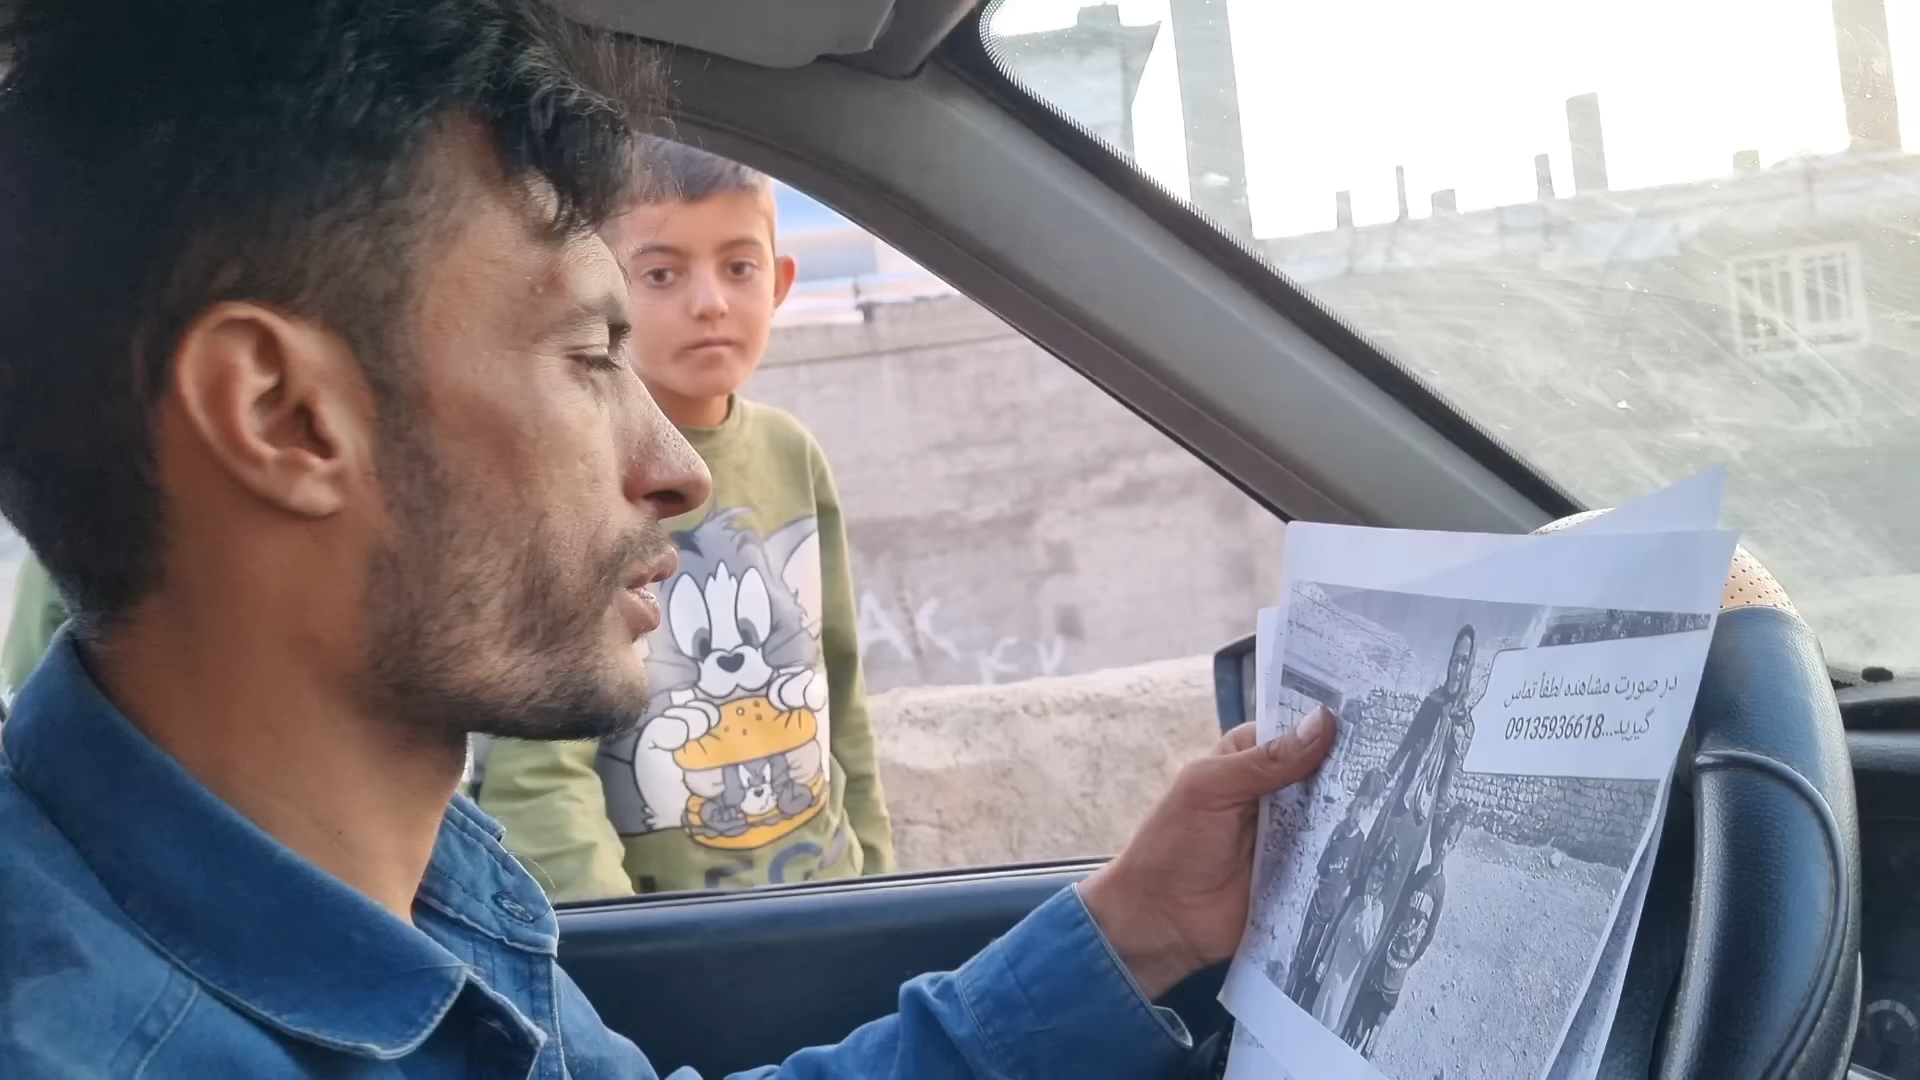 در صورت مشاهده لطفاً تماس
گیرید...09135936618